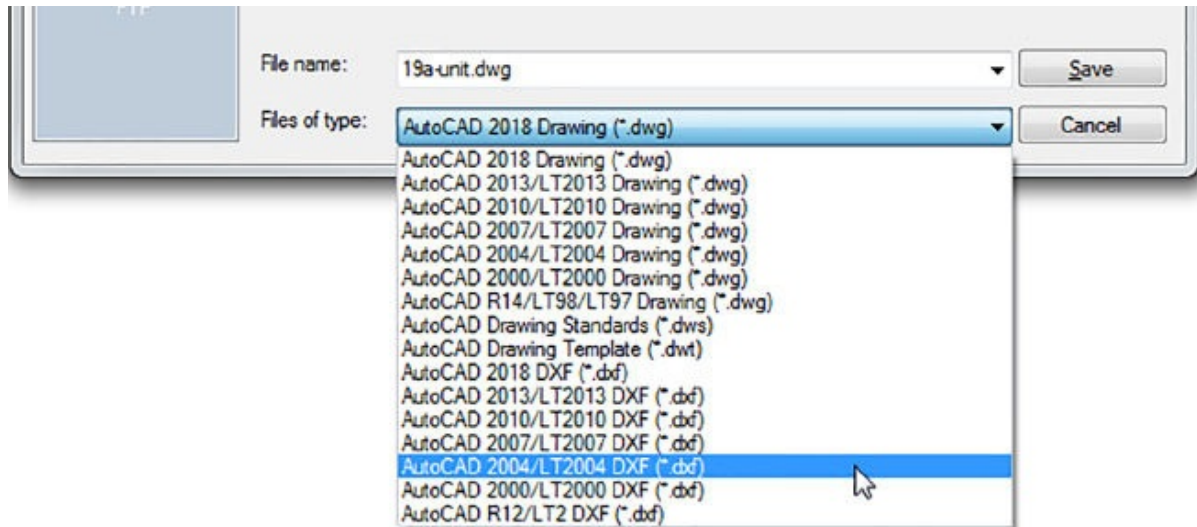 FTP
File name:
19a-unit.dwg
Save
Files of type:
AutoCAD 2018 Drawing (*.dwg)
Cancel
AutoCAD 2018 Drawing (*.dwg)
AutoCAD 2013/LT2013 Drawing (*.dwg)
AutoCAD 2010/LT2010 Drawing (*.dwg)
AutoCAD 2007/LT2007 Drawing (*.dwg)
AutoCAD 2004/LT2004 Drawing (*.dwg)
AutoCAD 2000/LT2000 Drawing (*.dwg)
AutoCAD R14/LT98/LT97 Drawing (*.dwg)
AutoCAD Drawing Standards (*.dws)
AutoCAD Drawing Template (*.dwt)
AutoCAD 2018 DXF (*.dxf)
AutoCAD 2013/LT2013 DXF (*.dxf)
AutoCAD 2010/LT2010 DXF (*.dxf)
AutoCAD 2007/LT2007 DXF (*.dxf)
AutoCAD 2004/LT2004 DXF (*.dxf)
AutoCAD 2000/LT2000 DXF (*.dxf)
AutoCAD R12/LT2 DXF (*.dxf)